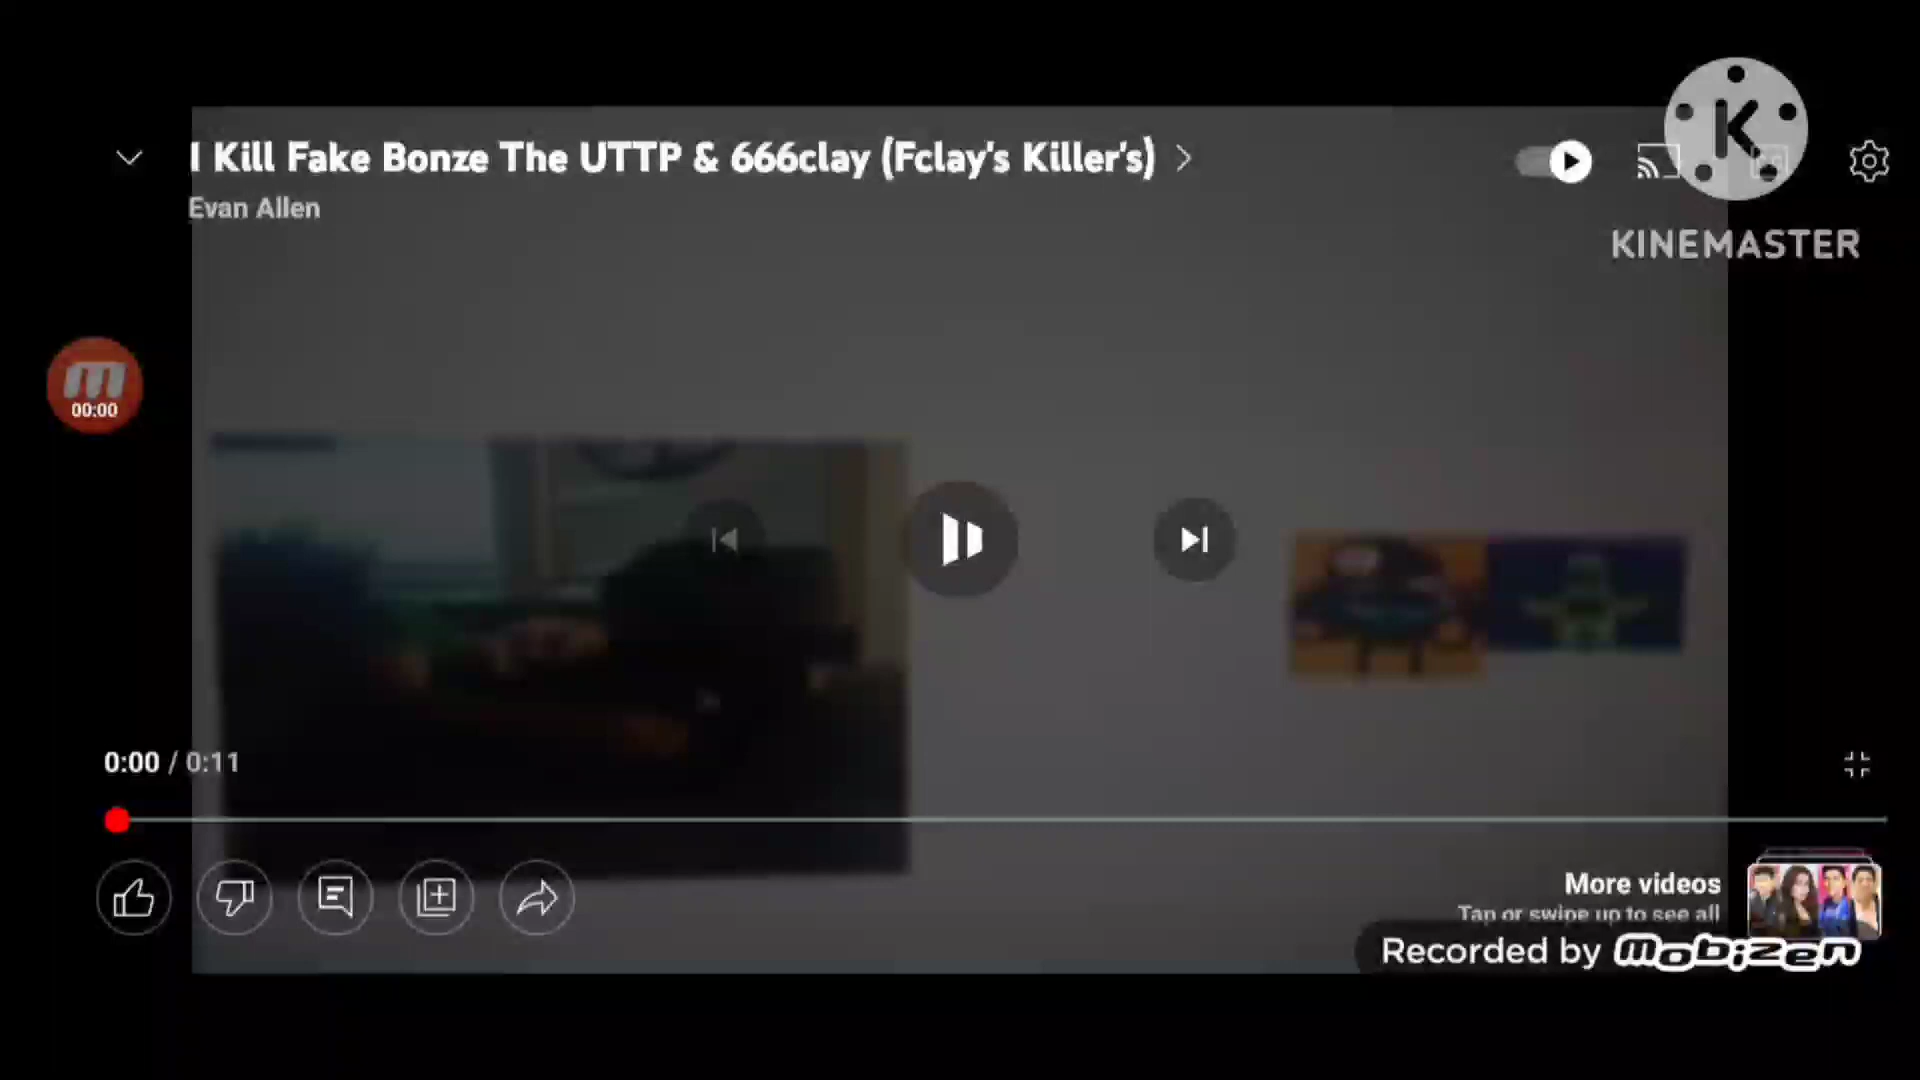 I Kill Fake Bonze The UTTP & 666clay (Fclay's Killer's)
Evan Allen
K
KINEMASTER
m
00:00
0:00 / 0:11
More videos
Tap or swipe up to see all
Recorded by mobizen